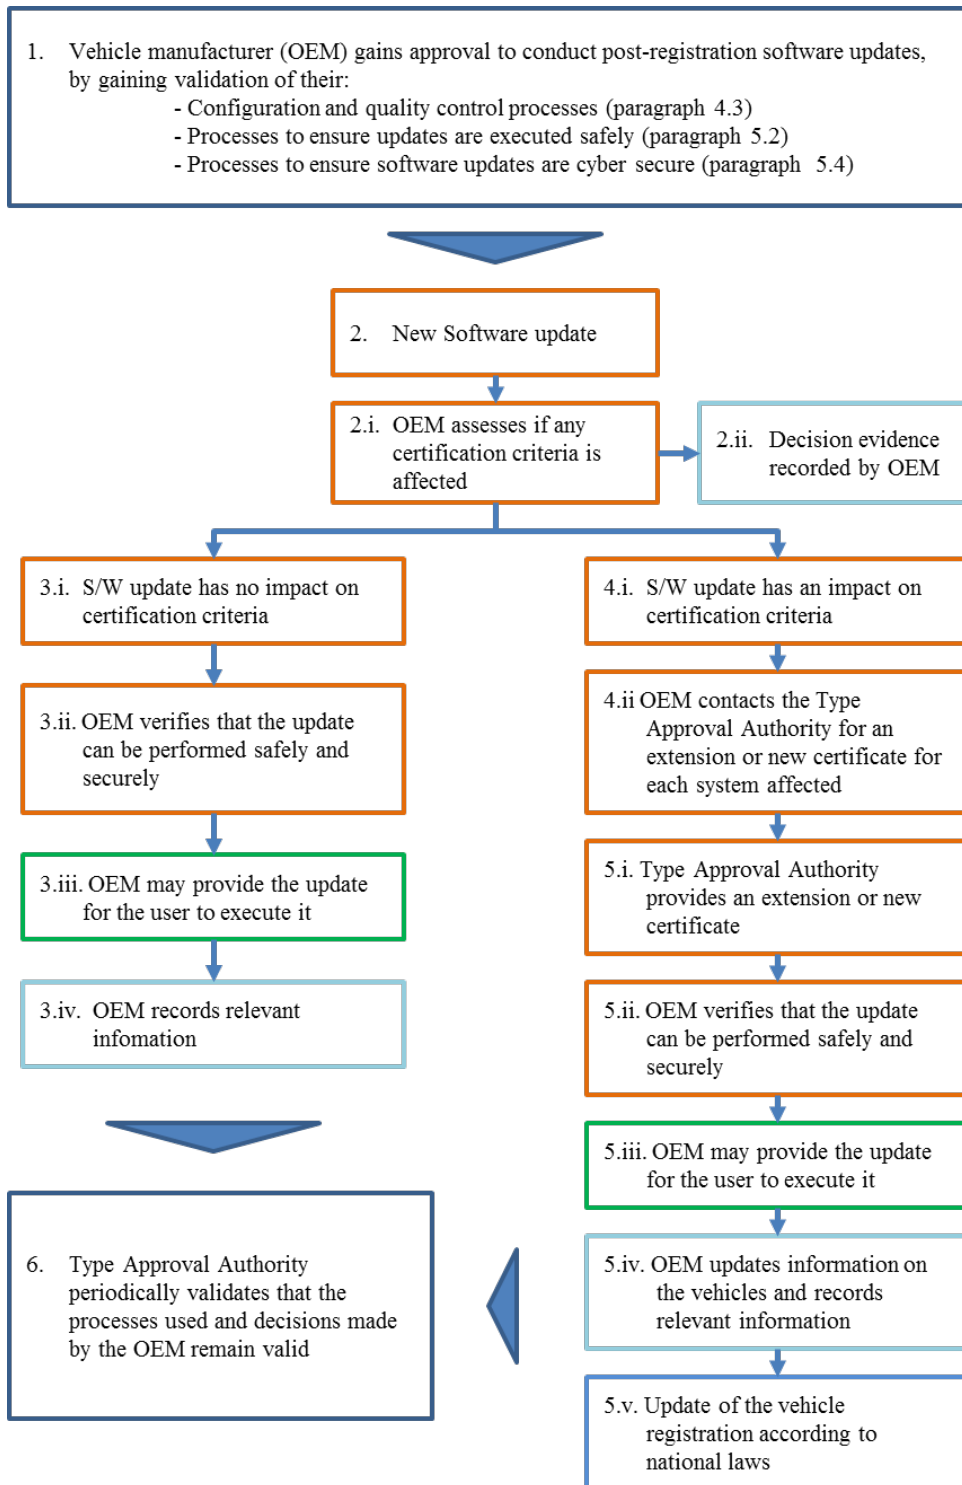 1. Vehicle manufacturer (OEM) gains approval to conduct post-registration software updates,
by gaining validation of their:
- Configuration and quality control processes (paragraph 4.3)
- Processes to ensure updates are executed safely (paragraph 5.2)
- Processes to ensure software updates are cyber secure (paragraph 5.4)
2. New Software update
2.i. OEM assesses if any
certification criteria is
affected
2.ii. Decision evidence
recorded by OEM
3.i. S/W update has no impact on
certification criteria
3.ii. OEM verifies that the update
can be performed safely and
securely
3.iii. OEM may provide the update
for the user to execute it
3.iv. OEM records relevant
infomation
4.i. S/W update has an impact on
certification criteria
4.ii OEM contacts the Type
Approval Authority for an
extension or new certificate for
each system affected
5.i. Type Approval Authority
provides an extension or new
certificate
5.ii. OEM verifies that the update
can be performed safely and
securely
5.iii. OEM may provide the update
for the user to execute it
5.iv. OEM updates information on
the vehicles and records
relevant information
5.v. Update of the vehicle
registration according to
national laws
6. Type Approval Authority
periodically validates that the
processes used and decisions made
by the OEM remain valid